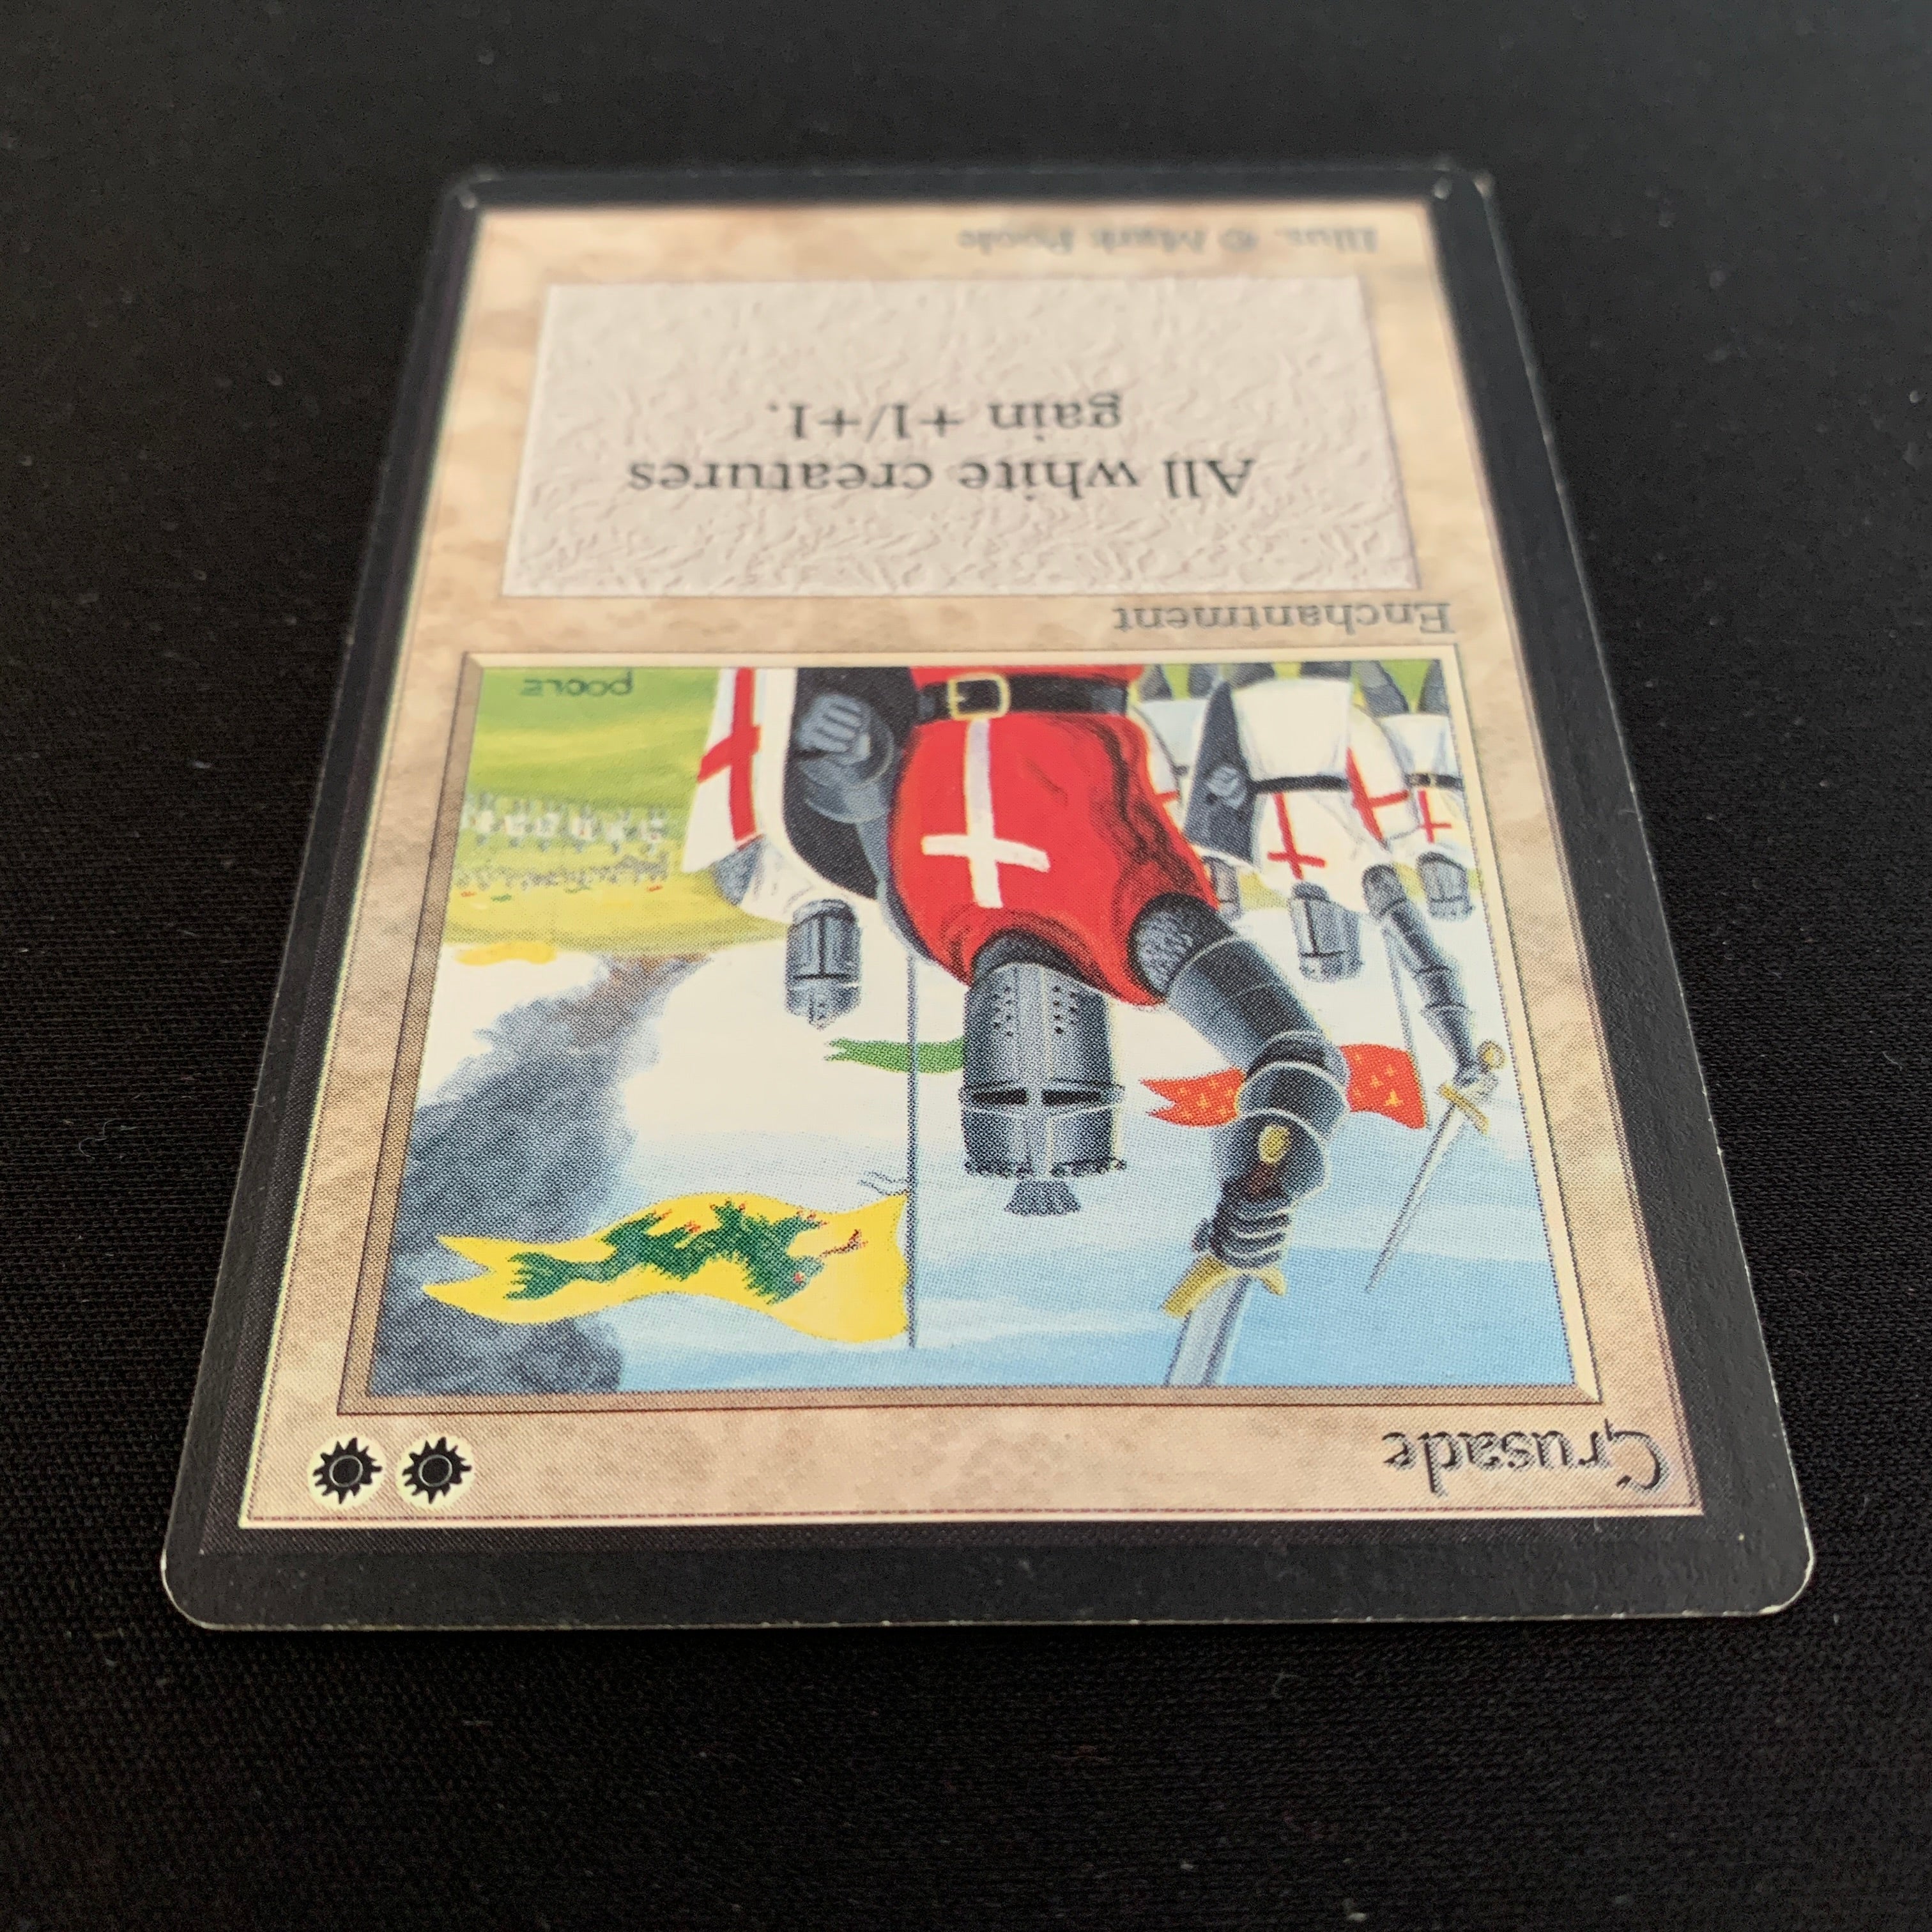 Crusade
POOLE
Enchantment
All white creatures
gain +1/+1.
Illus. © Mark Poole